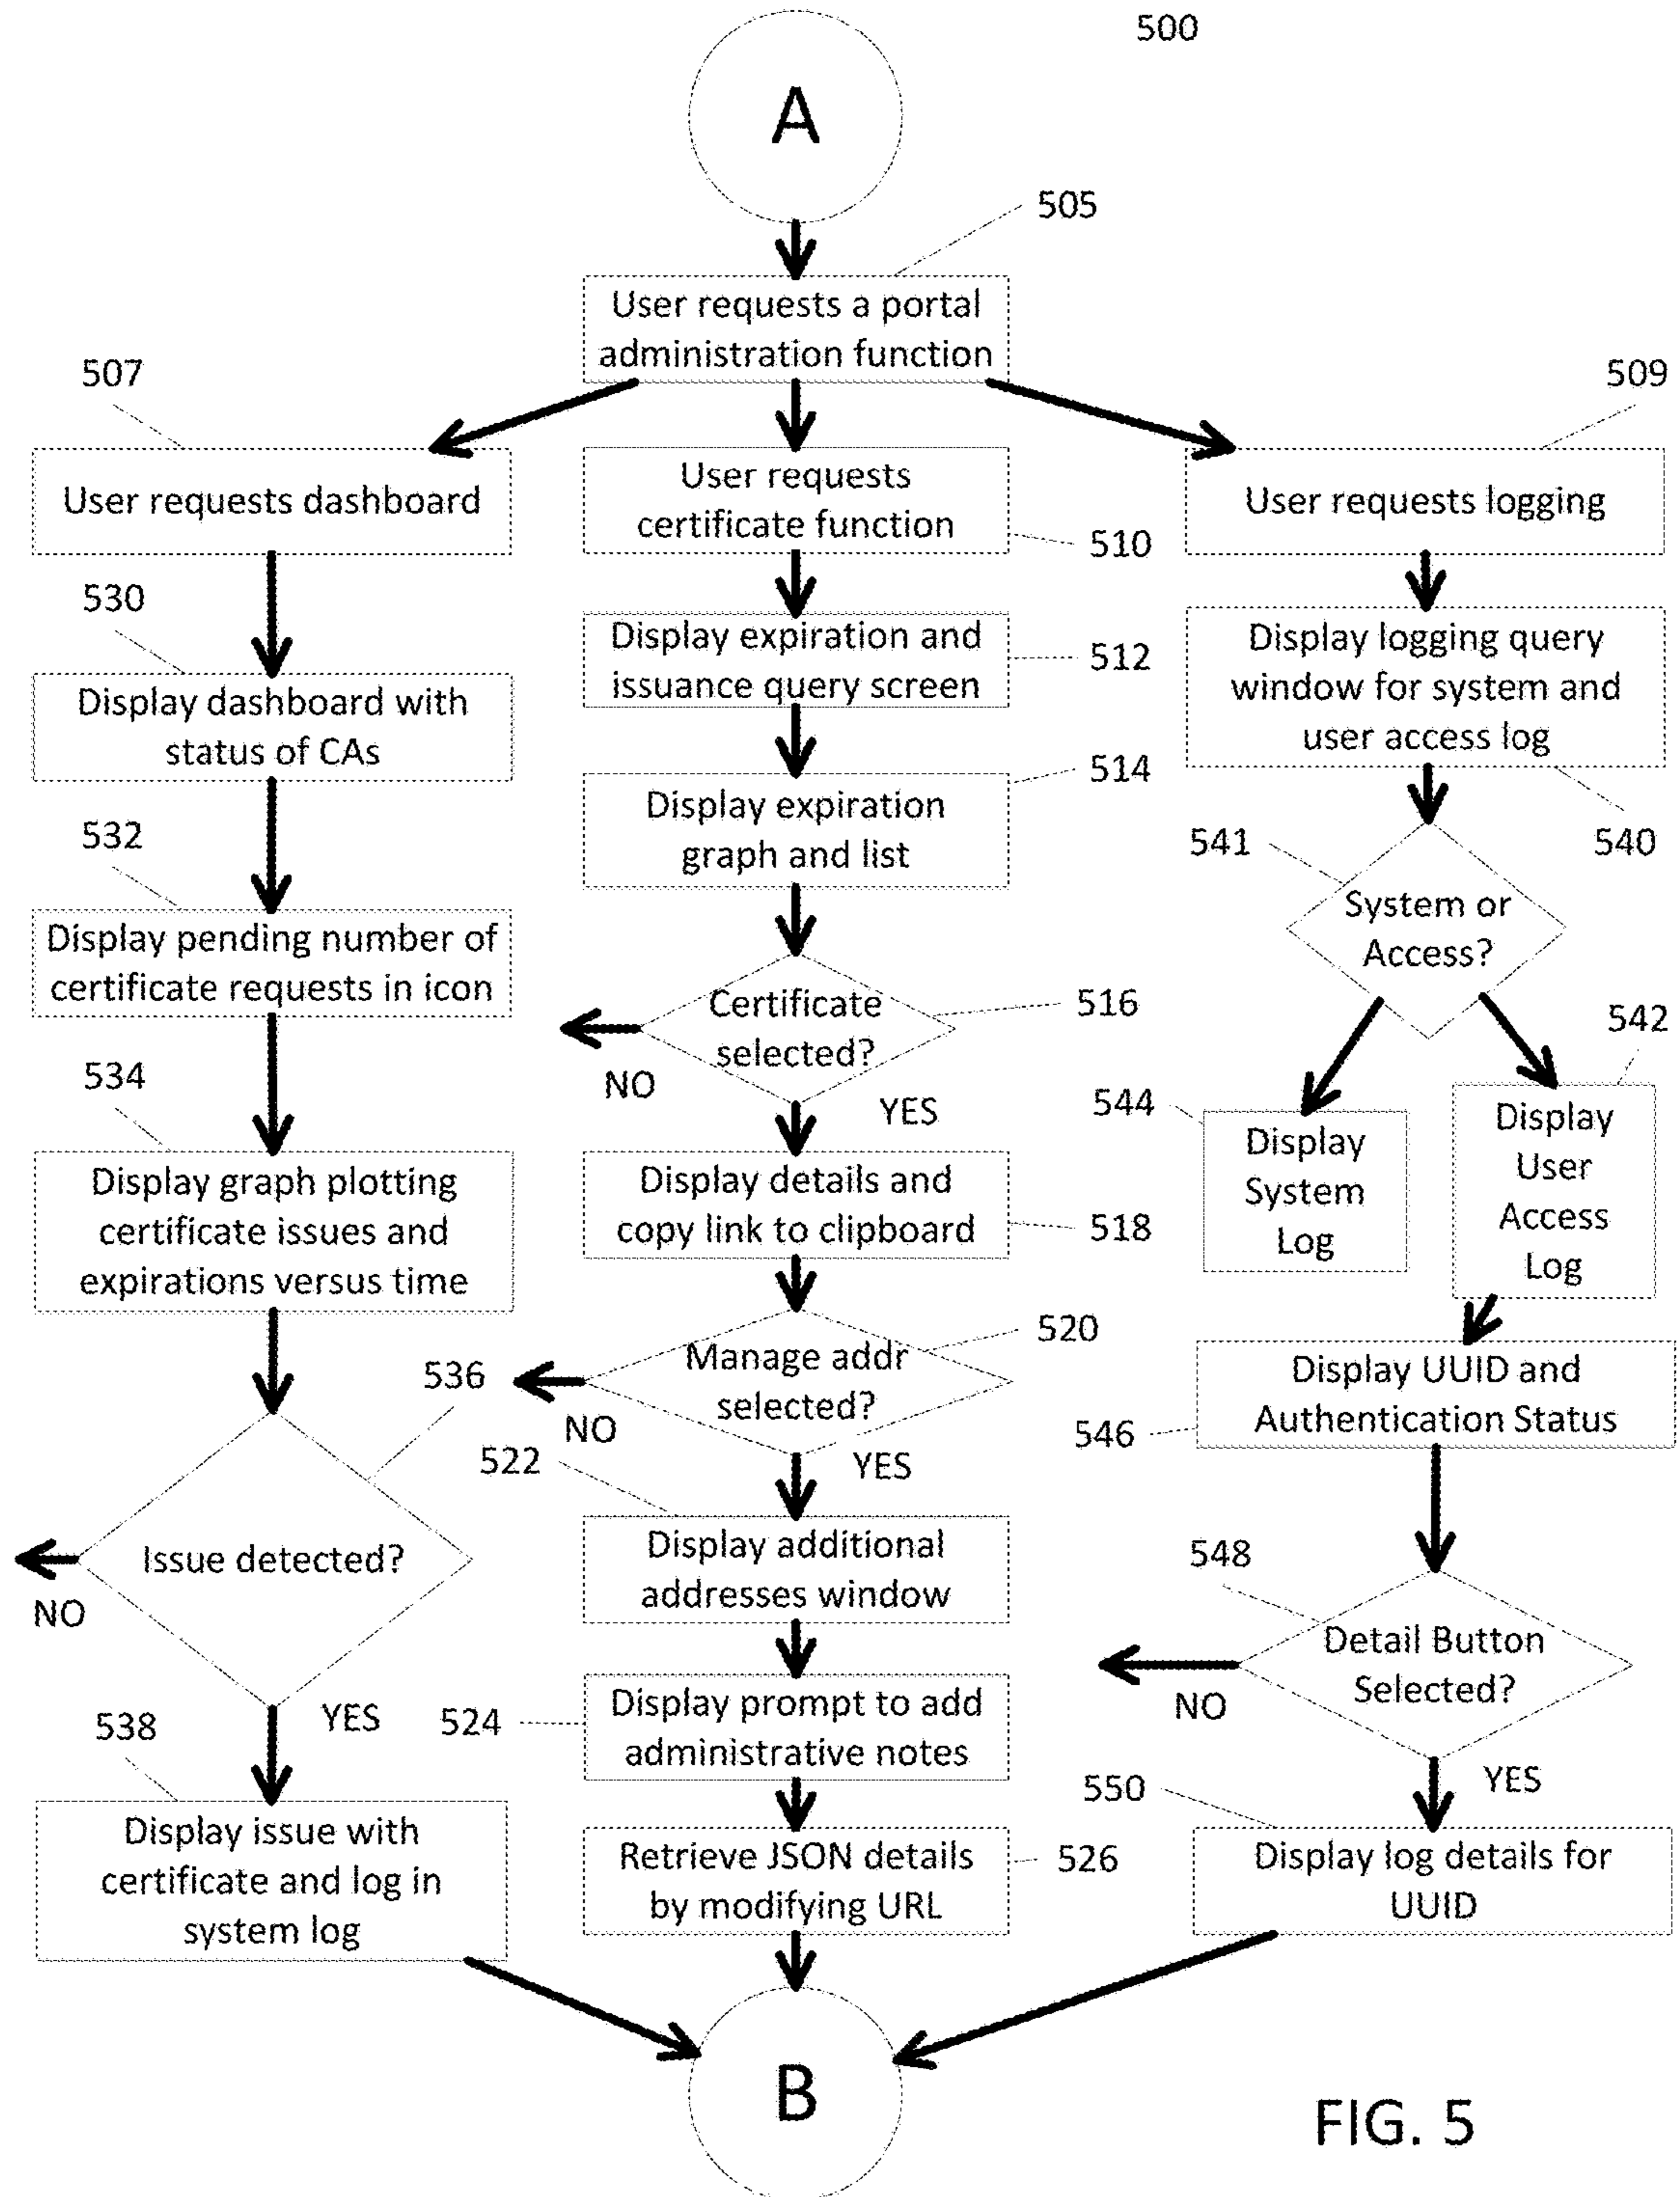 500
A
505
User requests a portal
administration function
507
509
User requests dashboard
User requests
certificate function
510
User requests logging
530
Display dashboard with
status of CAs
Display expiration and
issuance query screen
512
Display logging query
window for system and
user access log
540
514
Display expiration
graph and list
532
Display pending number of
certificate requests in icon
541
System or
Access?
Certificate
selected?
516
NO
YES
542
544
Display
System
Log
Display
User
Access
Log
534
Display graph plotting
certificate issues and
expirations versus time
Display details and
copy link to clipboard
518
520
Manage addr
selected?
NO
YES
536
Issue detected?
NO
YES
522
Display additional
addresses window
Display UUID and
Authentication Status
546
548
Detail Button
Selected?
NO
YES
524
Display prompt to add
administrative notes
538
Display issue with
certificate and log in
system log
Retrieve JSON details
by modifying URL
526
550
Display log details for
UUID
B
FIG. 5